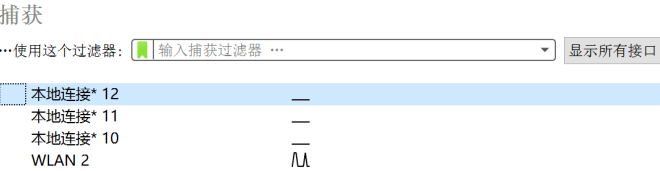 捕获
…使用这个过滤器： 输入捕获过滤器 … 显示所有接口
本地连接* 12
本地连接* 11
本地连接* 10
WLAN 2